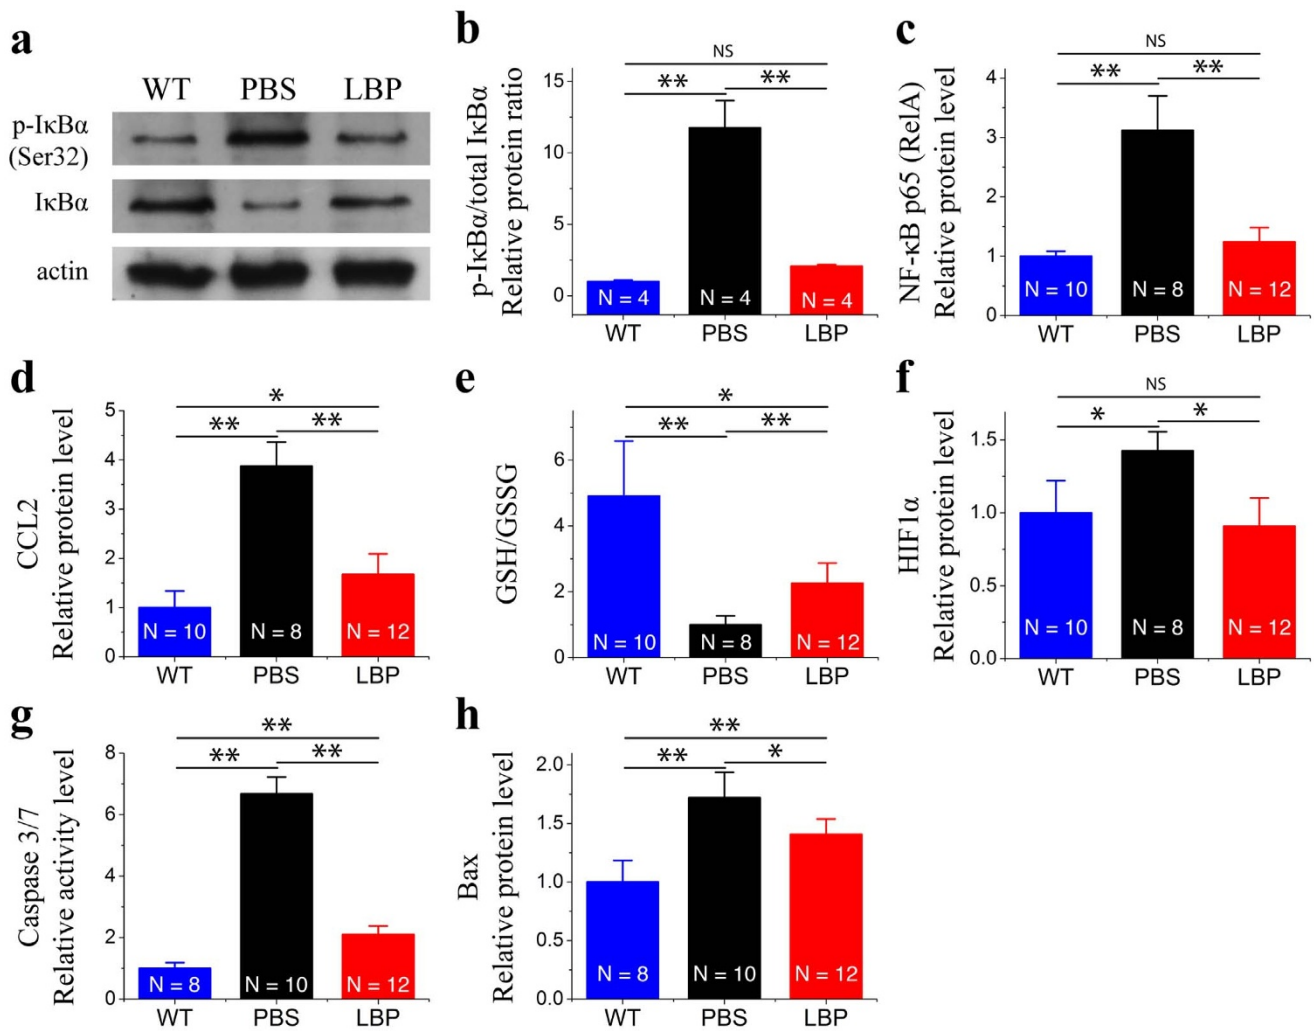 a
WT PBS LBP
p-IκBα
(Ser32)
IκBα
actin
b
p-IκBα/total IκBα
Relative protein ratio
NS
** **
15
10
5
0
N = 4 N = 4 N = 4
WT PBS LBP
c
NF-κB p65 (RelA)
Relative protein level
NS
** **
4
3
2
1
0
N = 10 N = 8 N = 12
WT PBS LBP
d
CCL2
Relative protein level
*
** **
5
4
3
2
1
0
N = 10 N = 8 N = 12
WT PBS LBP
e
GSH/GSSG
*
** **
6
4
2
0
N = 10 N = 8 N = 12
WT PBS LBP
f
HIF1α
Relative protein level
NS
* *
1.5
1.0
0.5
0.0
N = 10 N = 8 N = 12
WT PBS LBP
g
Caspase 3/7
Relative activity level
**
** **
8
6
4
2
0
N = 8 N = 10 N = 12
WT PBS LBP
h
Bax
Relative protein level
**
** *
2.0
1.5
1.0
0.5
0.0
N = 8 N = 10 N = 12
WT PBS LBP